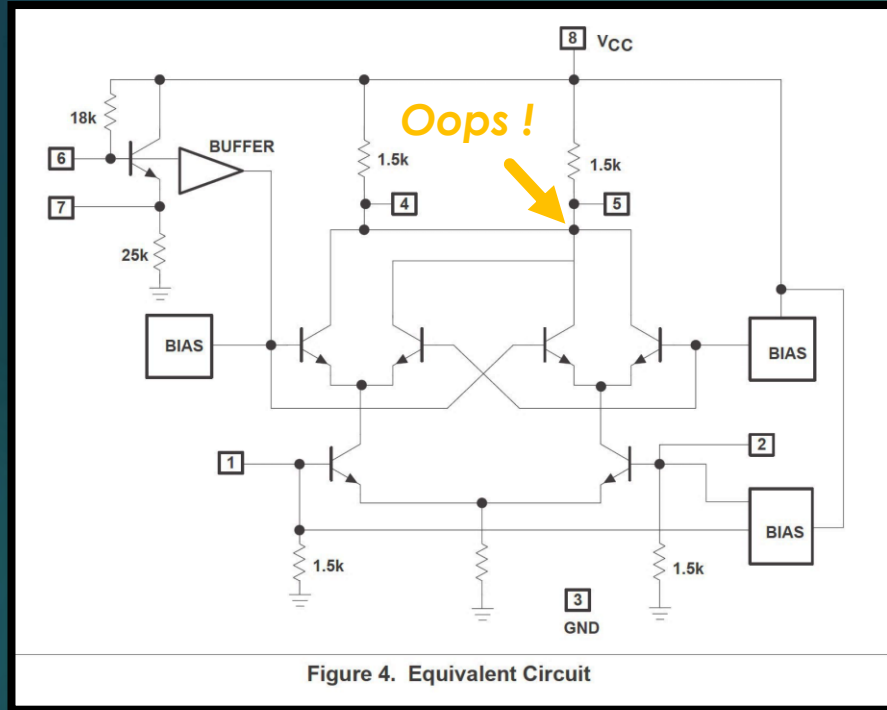 8 VCC
Oops !
18k
BUFFER
6
1.5k
1.5k
7
4
5
25k
BIAS
BIAS
1
2
BIAS
1.5k
1.5k
3
GND
Figure 4. Equivalent Circuit